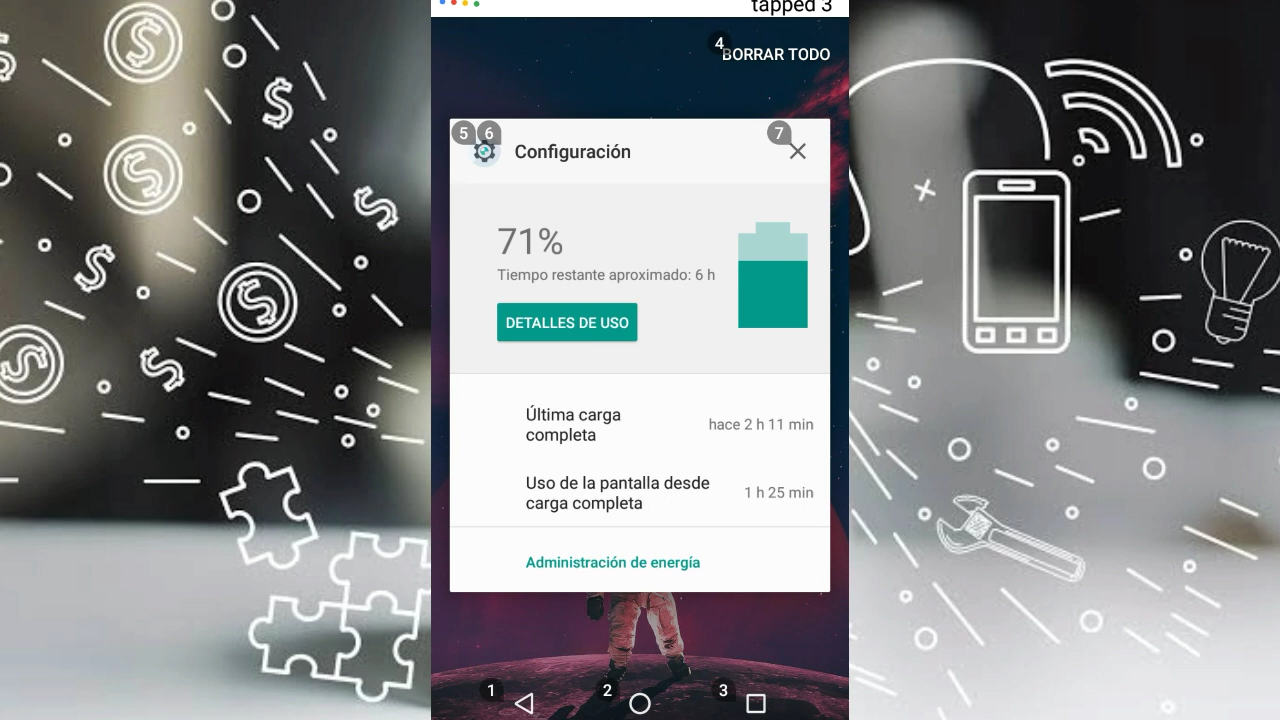 tapped 3
4
BORRAR TODO
5 6 7
Configuración
71%
Tiempo restante aproximado: 6 h
DETALLES DE USO
Última carga
completa
hace 2 h 11 min
Uso de la pantalla desde
carga completa
1 h 25 min
Administración de energía
1 2 3